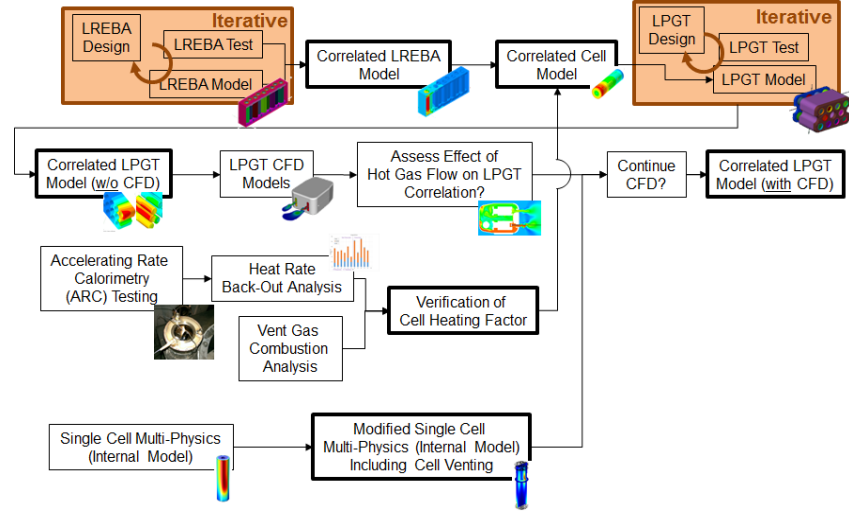 Iterative
LREBA
Design
LREBA Test
LREBA Model
Correlated LREBA
Model
Correlated Cell
Model
Iterative
LPGT
Design
LPGT Test
LPGT Model
Correlated LPGT
Model (w/o CFD)
LPGT CFD
Models
Assess Effect of
Hot Gas Flow on LPGT
Correlation?
Continue
CFD?
Correlated LPGT
Model (with CFD)
Accelerating Rate
Calorimetry
(ARC) Testing
Heat Rate
Back-Out Analysis
Vent Gas
Combustion
Analysis
Verification of
Cell Heating Factor
Single Cell Multi-Physics
(Internal Model)
Modified Single Cell
Multi-Physics (Internal Model)
Including Cell Venting